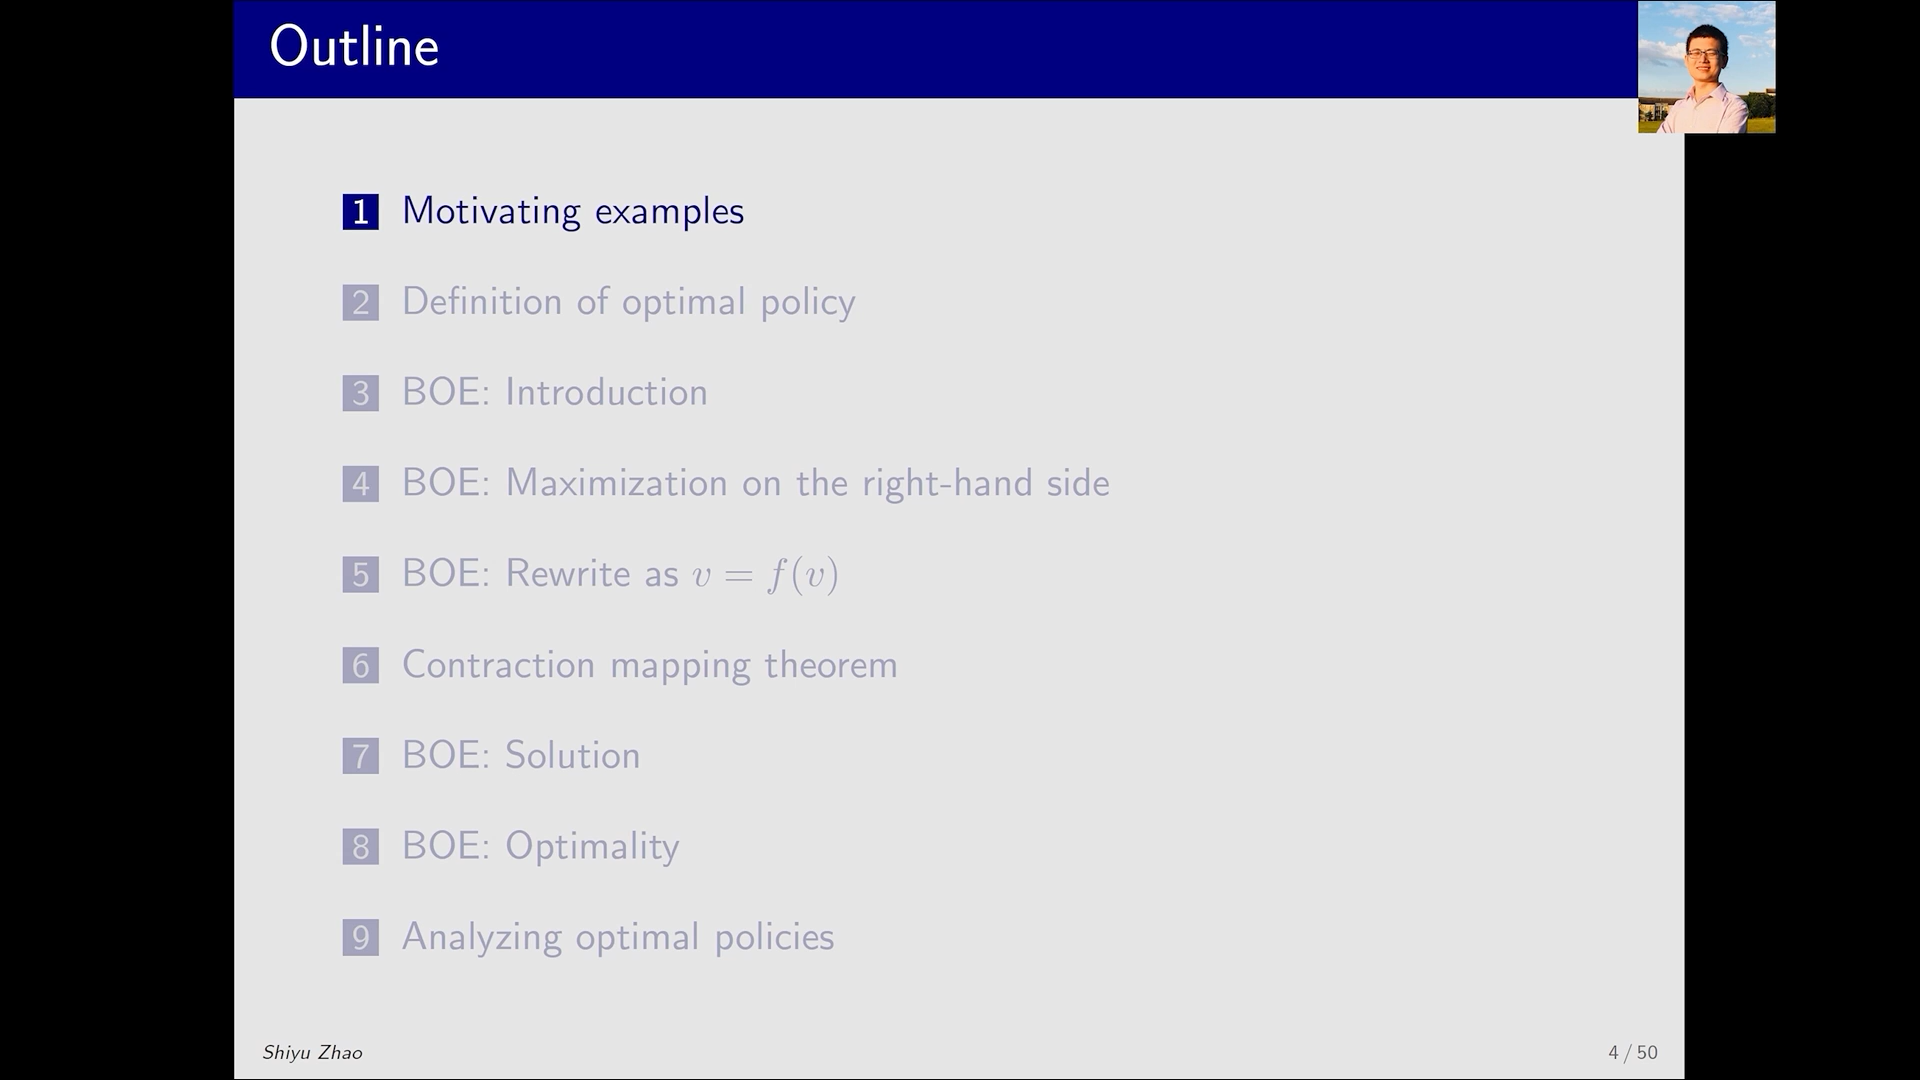 Outline
1 Motivating examples
2 Definition of optimal policy
3 BOE: Introduction
4 BOE: Maximization on the right-hand side
5 BOE: Rewrite as v = f(v)
6 Contraction mapping theorem
7 BOE: Solution
8 BOE: Optimality
9 Analyzing optimal policies
Shiyu Zhao
4 / 50